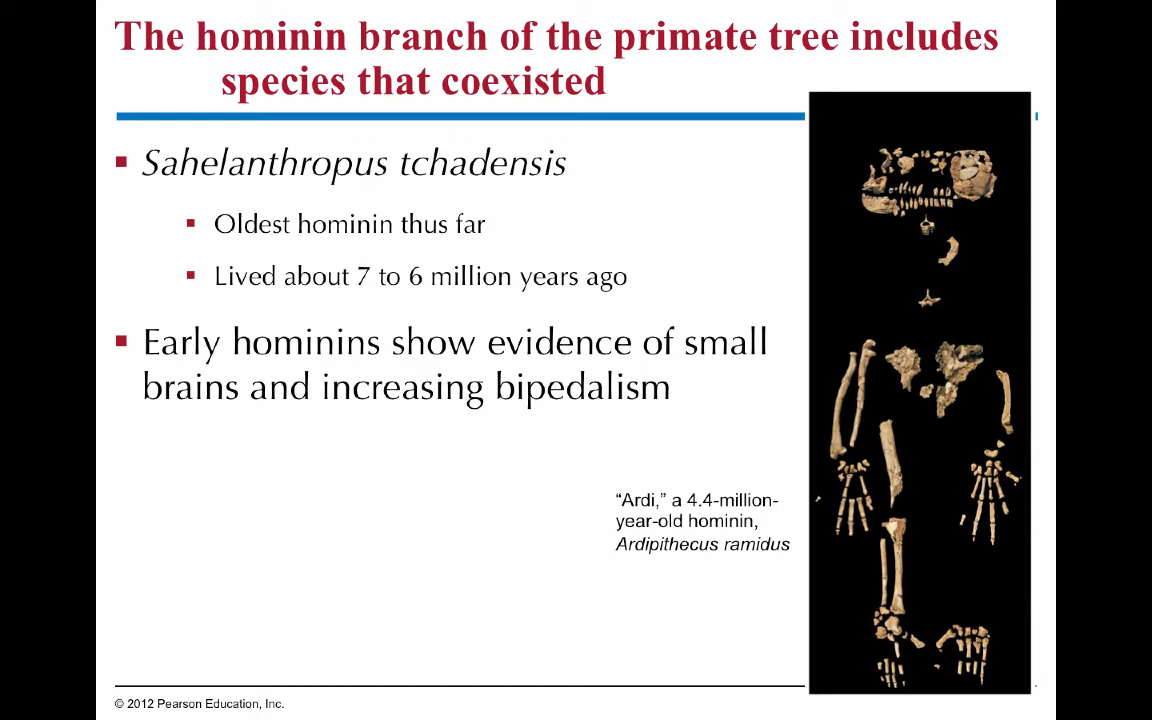 The hominin branch of the primate tree includes
species that coexisted
▪ Sahelanthropus tchadensis
▪ Oldest hominin thus far
▪ Lived about 7 to 6 million years ago
▪ Early hominins show evidence of small
brains and increasing bipedalism
“Ardi,” a 4.4-million-
year-old hominin,
Ardipithecus ramidus
© 2012 Pearson Education, Inc.